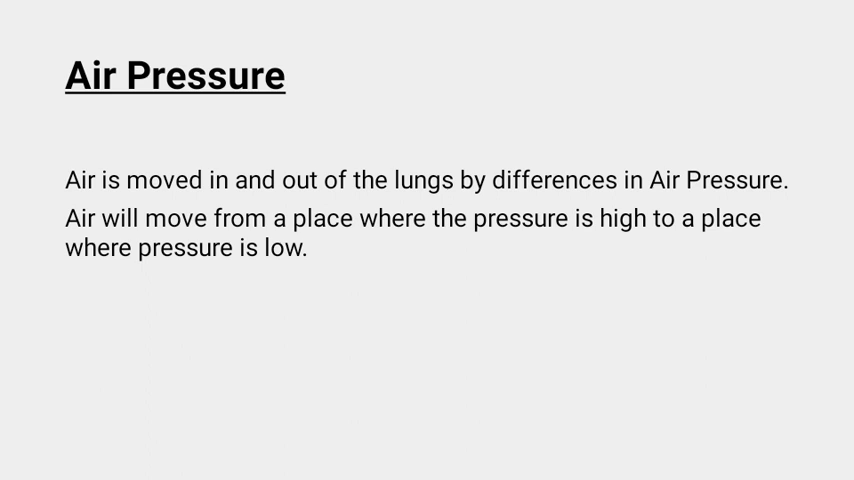 Air Pressure
Air is moved in and out of the lungs by differences in Air Pressure.
Air will move from a place where the pressure is high to a place
where pressure is low.